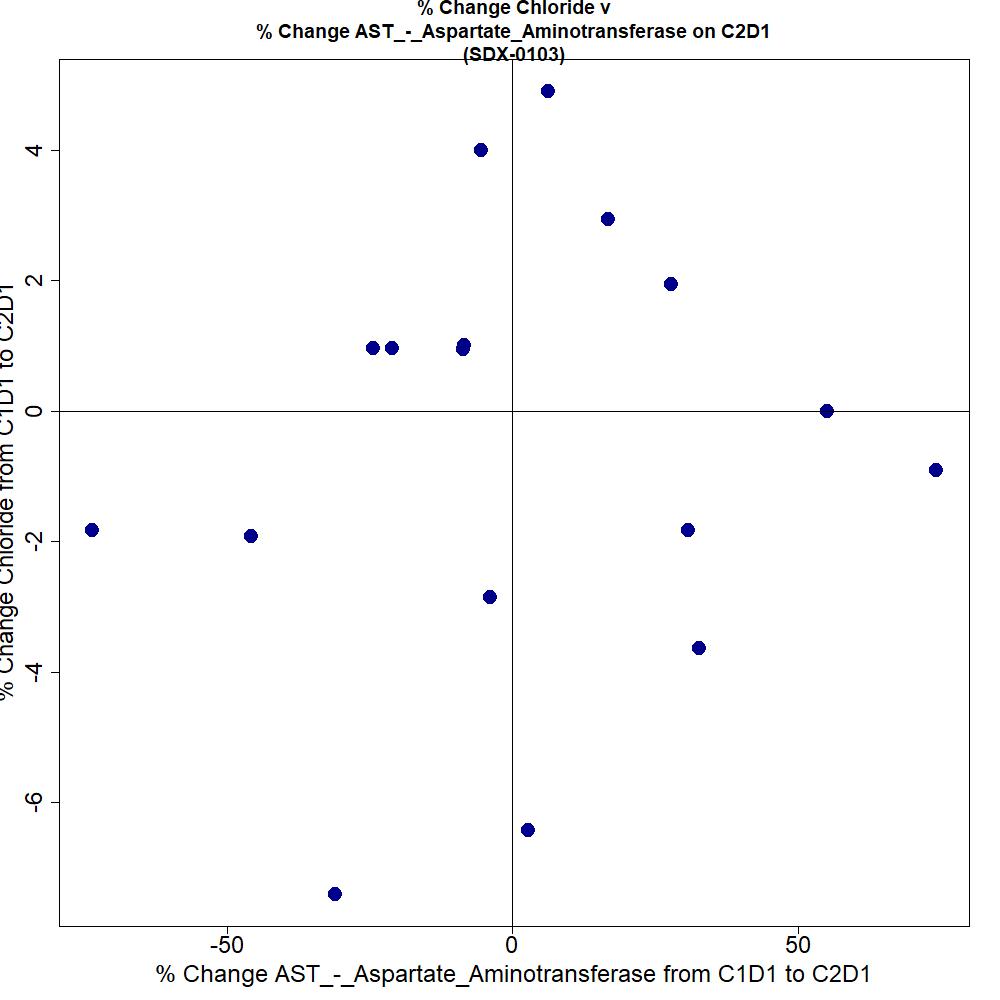 % Change Chloride v
% Change AST_-_Aspartate_Aminotransferase on C2D1
(SDX-0103)
% Change Chloride from C1D1 to C2D1
4
2
0
-2
-4
-6
-50
0
50
% Change AST_-_Aspartate_Aminotransferase from C1D1 to C2D1